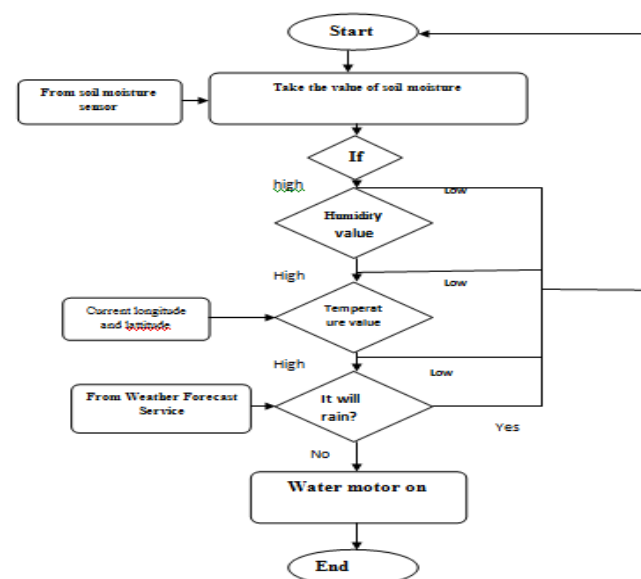 Start
From soil moisture
sensor
Take the value of soil moisture
If
high
Low
Humidity
value
High
Low
Current longitude
and lantitude
Temperat
ure value
High
Low
From Weather Forecast
Service
It will
rain?
Yes
No
Water motor on
End